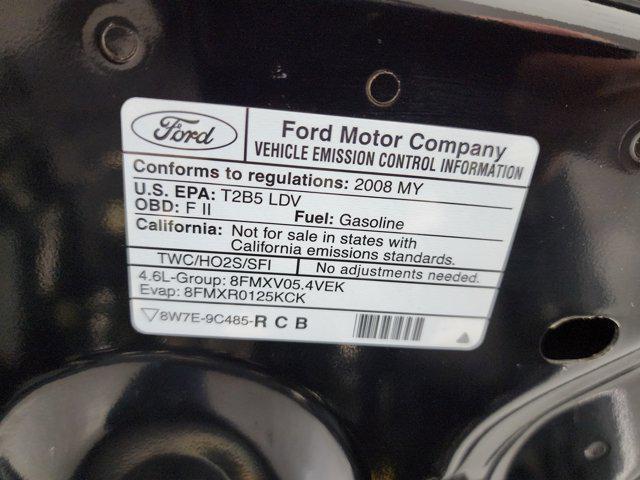 Ford
Ford Motor Company
VEHICLE EMISSION CONTROL INFORMATION
Conforms to regulations: 2008 MY
U.S. EPA: T2B5 LDV
OBD: F II Fuel: Gasoline
California: Not for sale in states with
California emissions standards.
TWC/HO2S/SFI No adjustments needed.
4.6L-Group: 8FMXV05.4VEK
Evap: 8FMXR0125KCK
8W7E-9C485-R C B